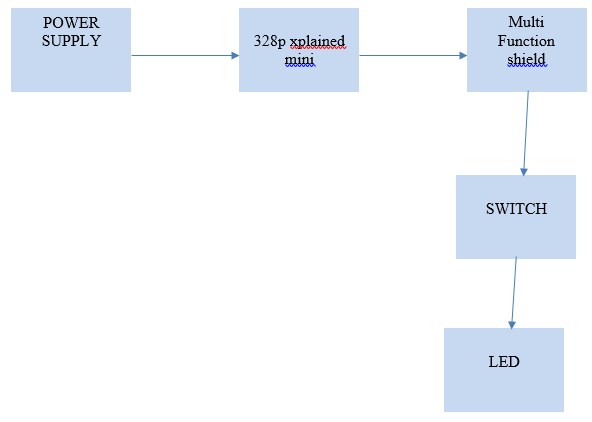 POWER
SUPPLY
328p xplained
mini
Multi
Function
shield
SWITCH
LED